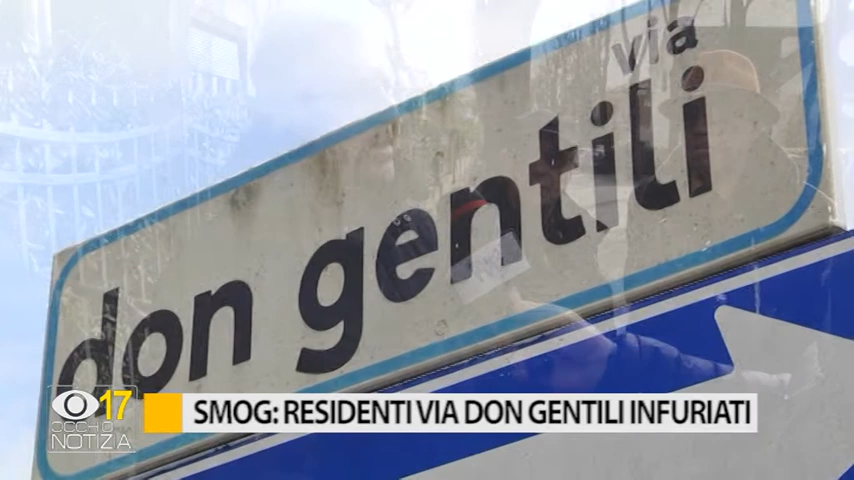 via
don gentili
17
OCCHIO
NOTIZIA
SMOG: RESIDENTI VIA DON GENTILI INFURIATI